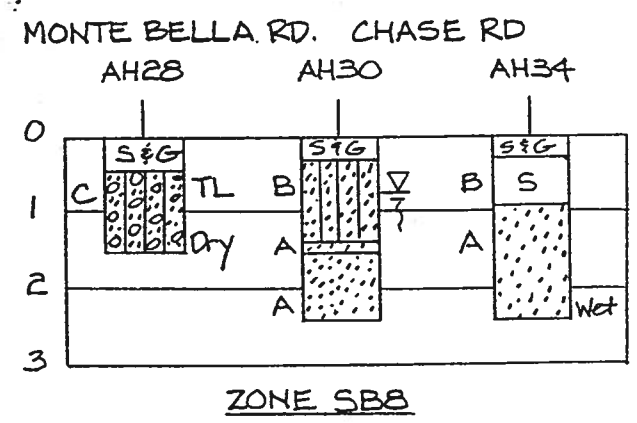 MONTE BELLA RD. CHASE RD
AH28 AH30 AH34
0
S&G S&G S&G
C TL B B S
1
Dry A A
2
A Wet
3
ZONE SB8